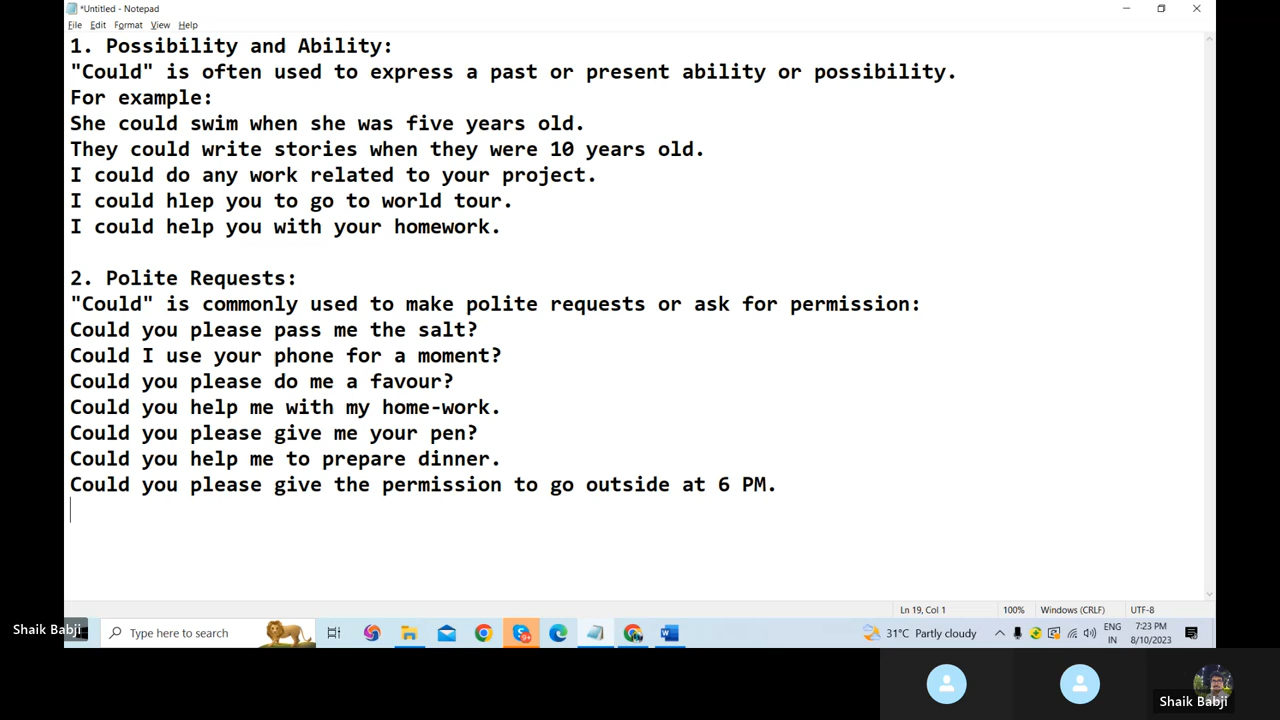 *Untitled - Notepad
File Edit Format View Help
1. Possibility and Ability:
"Could" is often used to express a past or present ability or possibility.
For example:
She could swim when she was five years old.
They could write stories when they were 10 years old.
I could do any work related to your project.
I could hlep you to go to world tour.
I could help you with your homework.
2. Polite Requests:
"Could" is commonly used to make polite requests or ask for permission:
Could you please pass me the salt?
Could I use your phone for a moment?
Could you please do me a favour?
Could you help me with my home-work.
Could you please give me your pen?
Could you help me to prepare dinner.
Could you please give the permission to go outside at 6 PM.
Ln 19, Col 1 100% Windows (CRLF) UTF-8
Shaik Babji
Type here to search
31°C Partly cloudy
ENG
IN
7:23 PM
8/10/2023
Shaik Babji